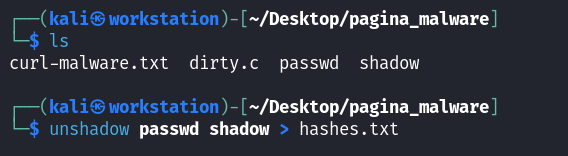 ┌──(kali㉿workstation)-[~/Desktop/pagina_malware]
└─$ ls
curl-malware.txt  dirty.c  passwd  shadow
┌──(kali㉿workstation)-[~/Desktop/pagina_malware]
└─$ unshadow passwd shadow > hashes.txt